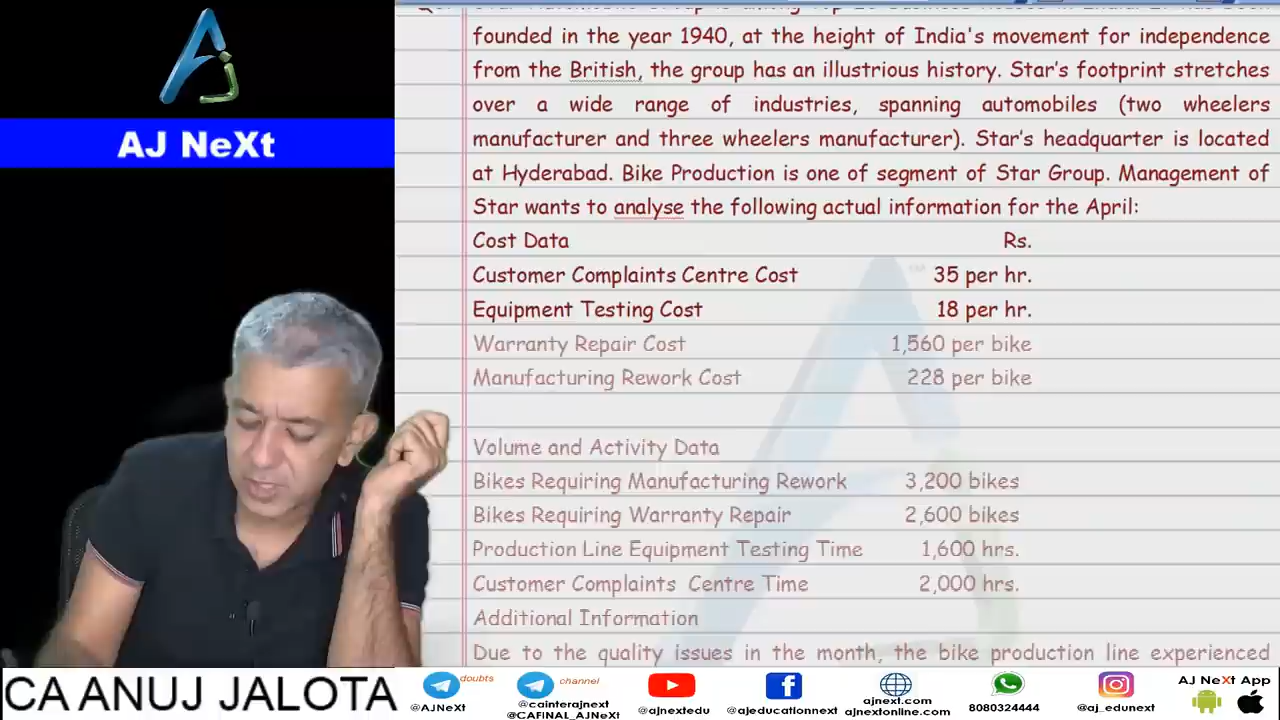 AJ NeXt
founded in the year 1940, at the height of India's movement for independence
from the British, the group has an illustrious history. Star's footprint stretches
over a wide range of industries, spanning automobiles (two wheelers
manufacturer and three wheelers manufacturer). Star's headquarter is located
at Hyderabad. Bike Production is one of segment of Star Group. Management of
Star wants to analyse the following actual information for the April:
Cost Data Rs.
Customer Complaints Centre Cost 35 per hr.
Equipment Testing Cost 18 per hr.
Warranty Repair Cost 1,560 per bike
Manufacturing Rework Cost 228 per bike
Volume and Activity Data
Bikes Requiring Manufacturing Rework 3,200 bikes
Bikes Requiring Warranty Repair 2,600 bikes
Production Line Equipment Testing Time 1,600 hrs.
Customer Complaints Centre Time 2,000 hrs.
Additional Information
Due to the quality issues in the month, the bike production line experienced
CA ANUJ JALOTA
doubts
@AJNeXt
channel
@cainterajnext
@CAFINAL_AJNeXt
@ajnextedu
@ajeducationnext
ajnext.com
ajnextonline.com
8080324444
@aj_edunext
AJ NeXt App